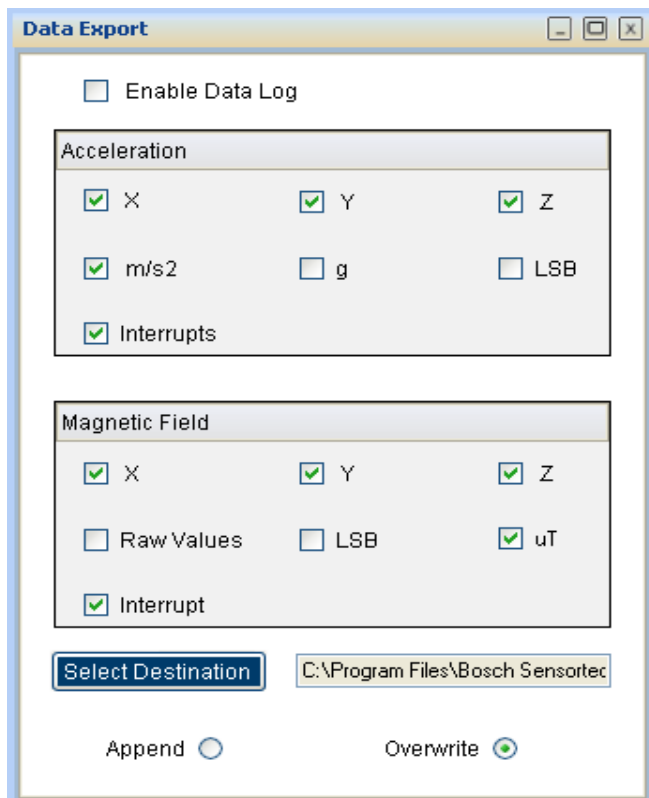 Data Export
Enable Data Log
Acceleration
X Y Z
m/s2 g LSB
Interrupts
Magnetic Field
X Y Z
Raw Values LSB uT
Interrupt
Select Destination C:\Program Files\Bosch Sensortec
Append Overwrite